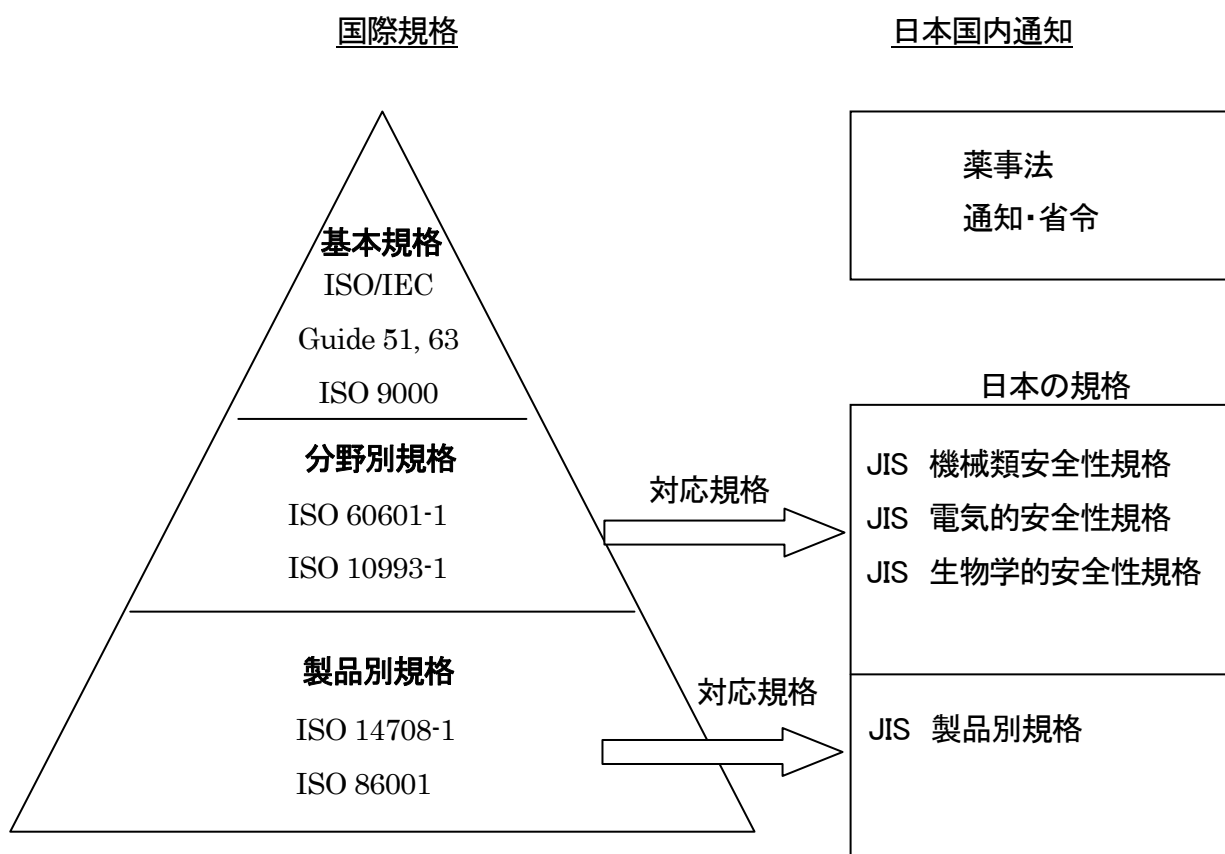 国際規格
日本国内通知
薬事法
通知・省令
基本規格
ISO/IEC
Guide 51, 63
ISO 9000
日本の規格
分野別規格
ISO 60601-1
ISO 10993-1
対応規格
JIS 機械類安全性規格
JIS 電気的安全性規格
JIS 生物学的安全性規格
製品別規格
ISO 14708-1
ISO 86001
対応規格
JIS 製品別規格